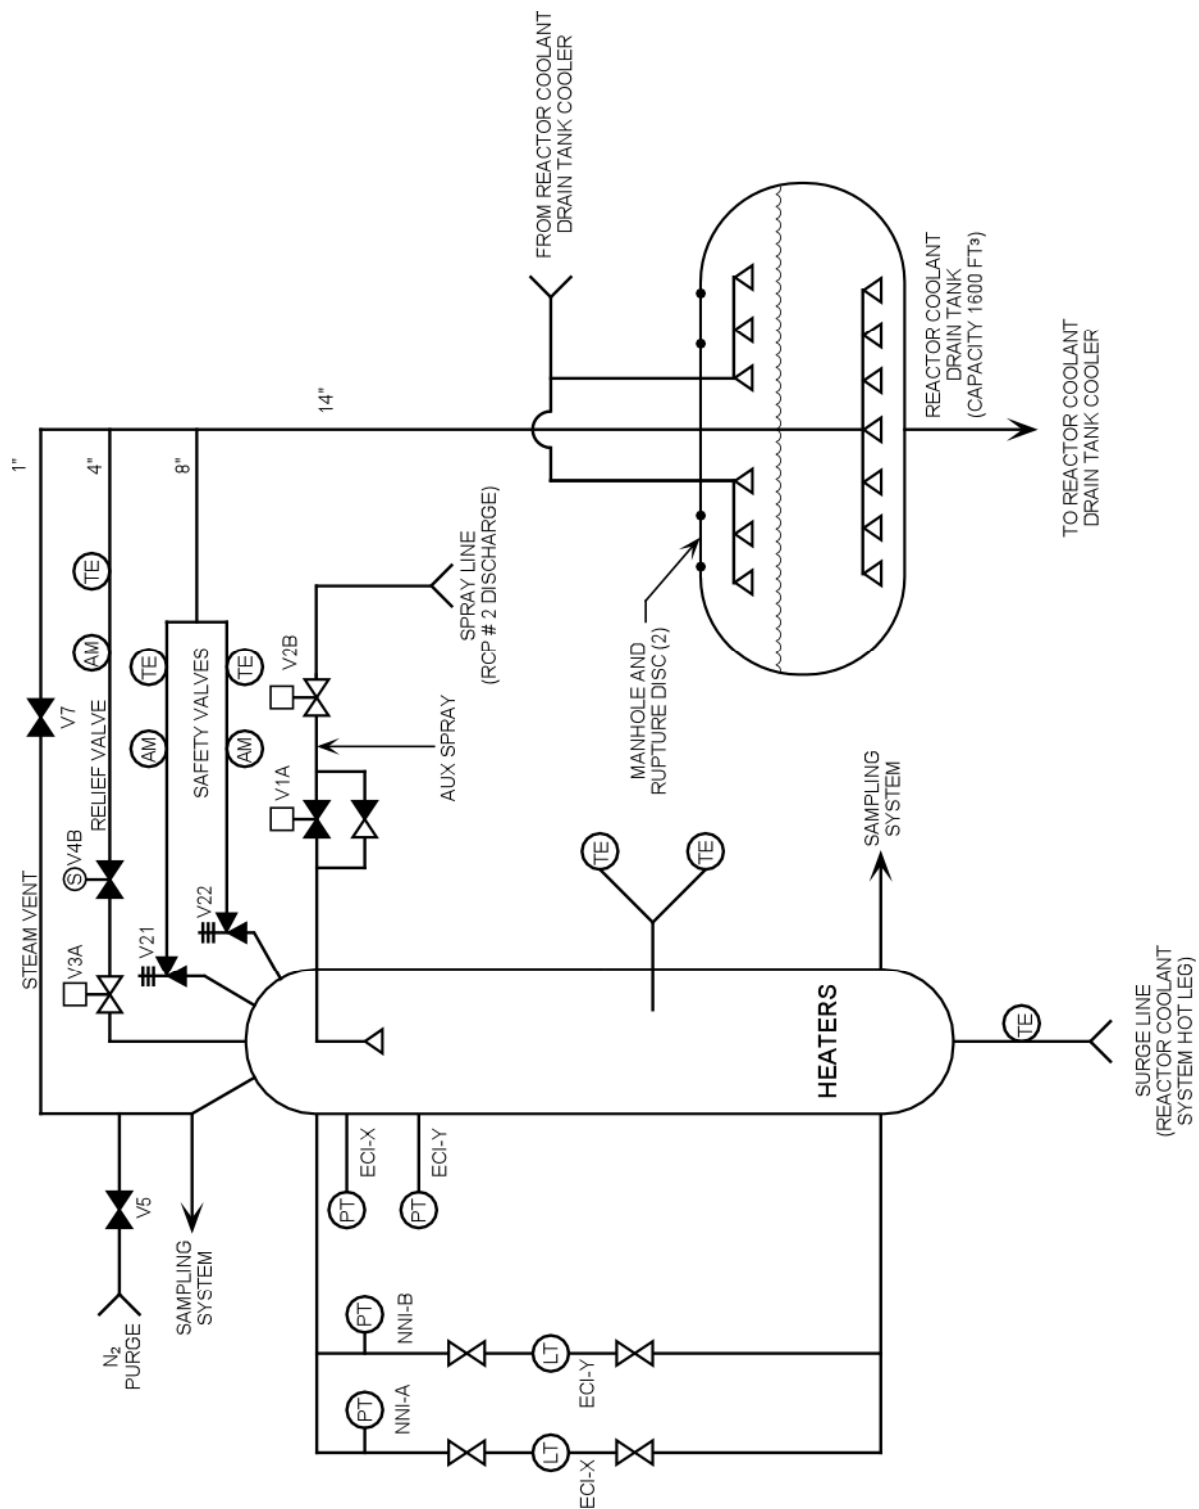 N₂
PURGE
V5
SAMPLING
SYSTEM
STEAM VENT
V7
1"
V3A
S
V4B
RELIEF VALVE
AM
TE
4"
V21
AM
TE
SAFETY VALVES
8"
V22
AM
TE
14"
V1A
V2B
AUX SPRAY
SPRAY LINE
(RCP # 2 DISCHARGE)
FROM REACTOR COOLANT
DRAIN TANK COOLER
PT
ECI-X
PT
ECI-Y
PT
NNI-B
PT
NNI-A
LT
ECI-Y
LT
ECI-X
TE
TE
MANHOLE AND
RUPTURE DISC (2)
HEATERS
SAMPLING
SYSTEM
REACTOR COOLANT
DRAIN TANK
(CAPACITY 1600 FT³)
TO REACTOR COOLANT
DRAIN TANK COOLER
TE
SURGE LINE
(REACTOR COOLANT
SYSTEM HOT LEG)